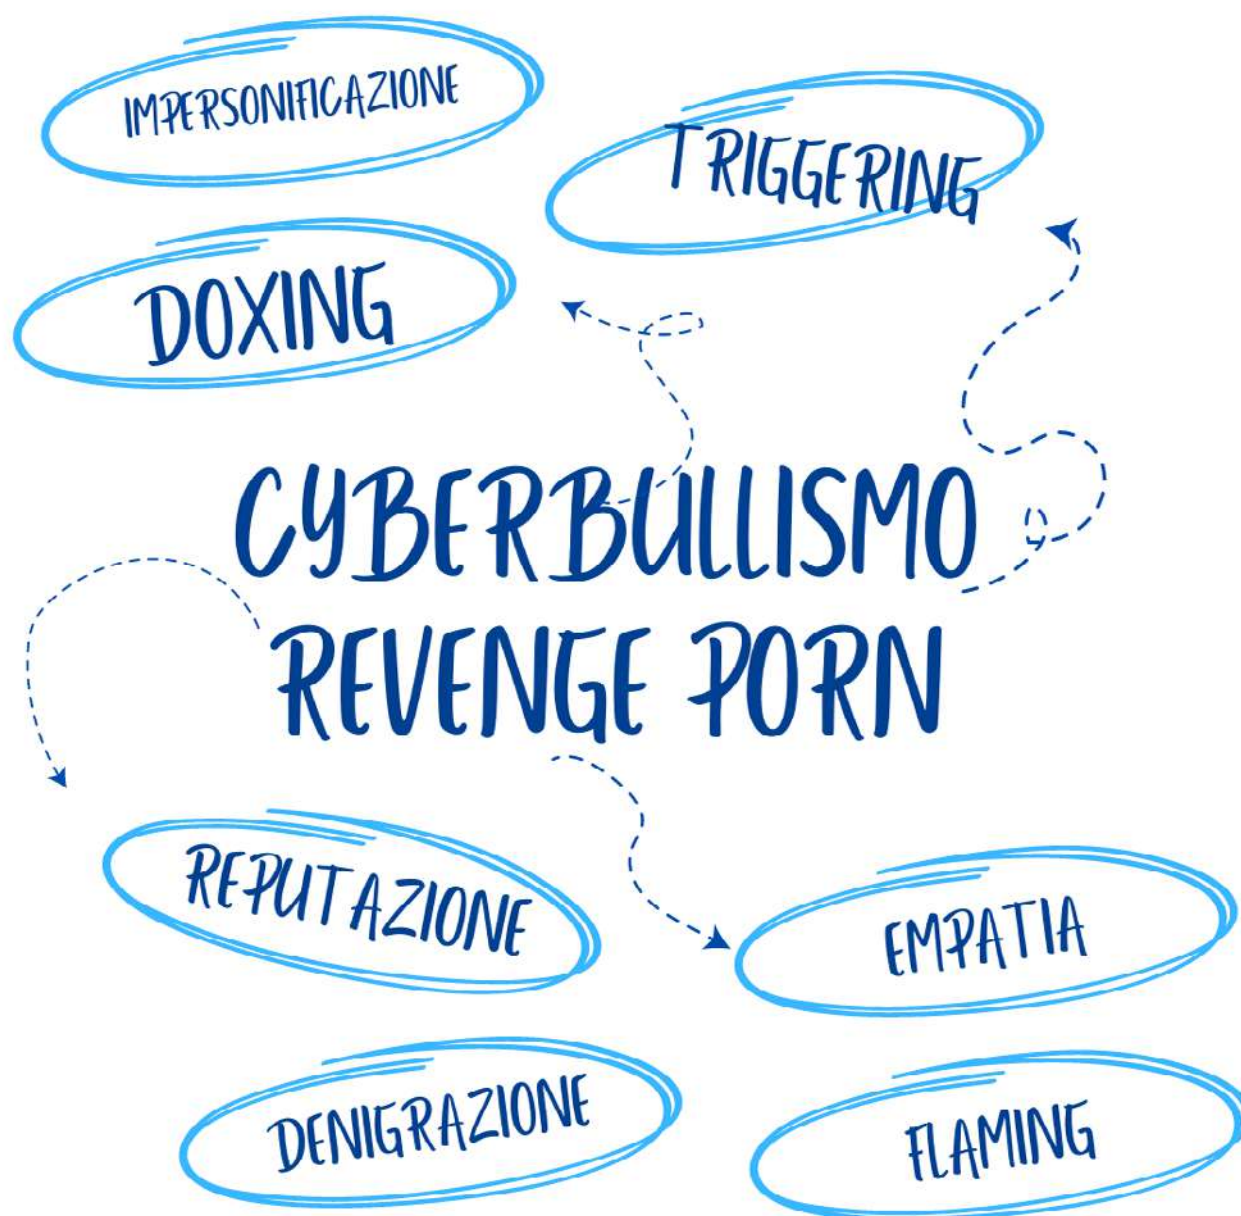 IMPERSONIFICAZIONE
TRIGGERING
DOXING
CYBERBULLISMO
REVENGE PORN
REPUTAZIONE
EMPATIA
DENIGRAZIONE
FLAMING